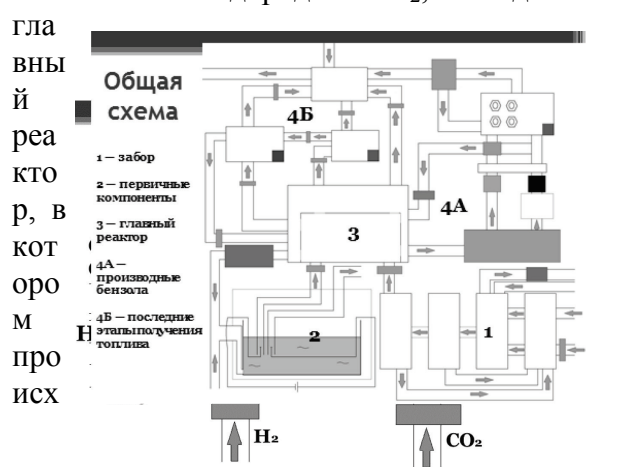 гла
вны
й
реа
кто
р, в
кот
оро
м
про
исх
Общая
схема
1 — забор
2 — первичные
компоненты
3 — главный
реактор
4А —
производные
бензола
4Б — последние
этапы получения
топлива
4Б
4А
3
2
1
H₂
CO₂